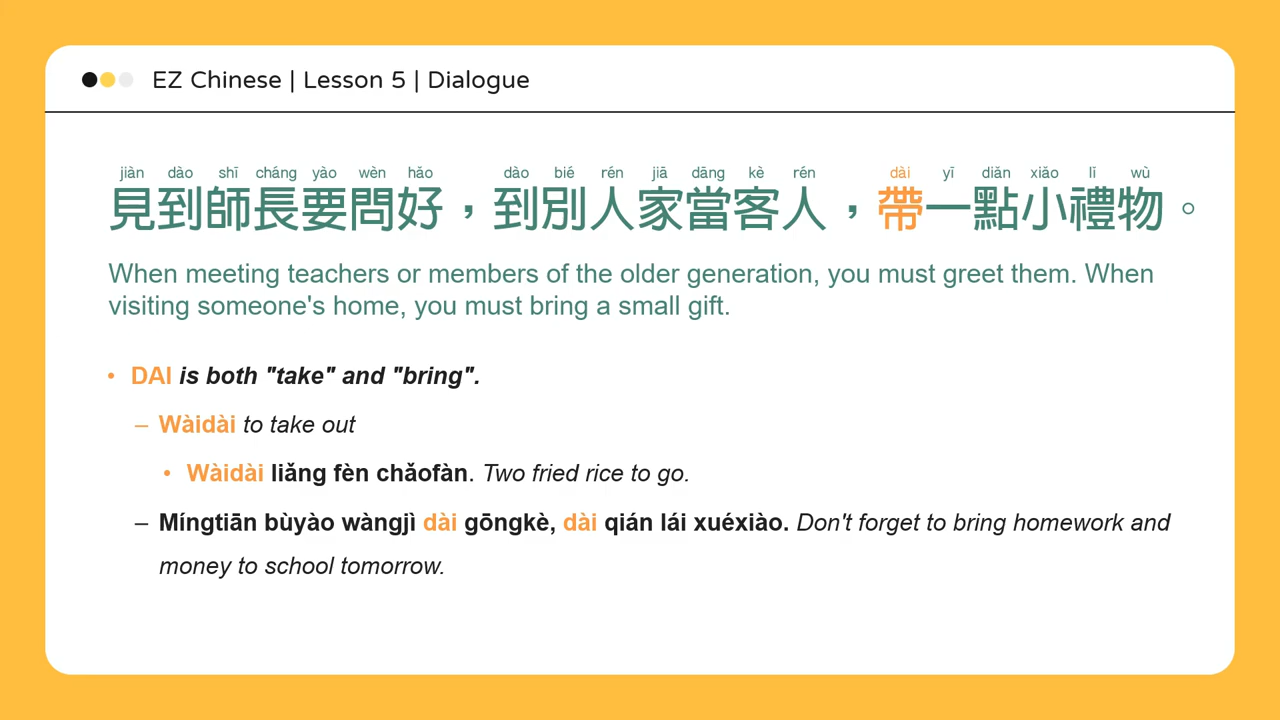 EZ Chinese | Lesson 5 | Dialogue
jiàn dào shī cháng yào wèn hǎo dào bié rén jiā dāng kè rén dài yī diǎn xiǎo lǐ wù
見到師長要問好，到別人家當客人，帶一點小禮物。
When meeting teachers or members of the older generation, you must greet them. When
visiting someone's home, you must bring a small gift.
• DAI is both "take" and "bring".
– Wàidài to take out
• Wàidài liǎng fèn chǎofàn. Two fried rice to go.
– Míngtiān bùyào wàngjì dài gōngkè, dài qián lái xuéxiào. Don't forget to bring homework and
money to school tomorrow.